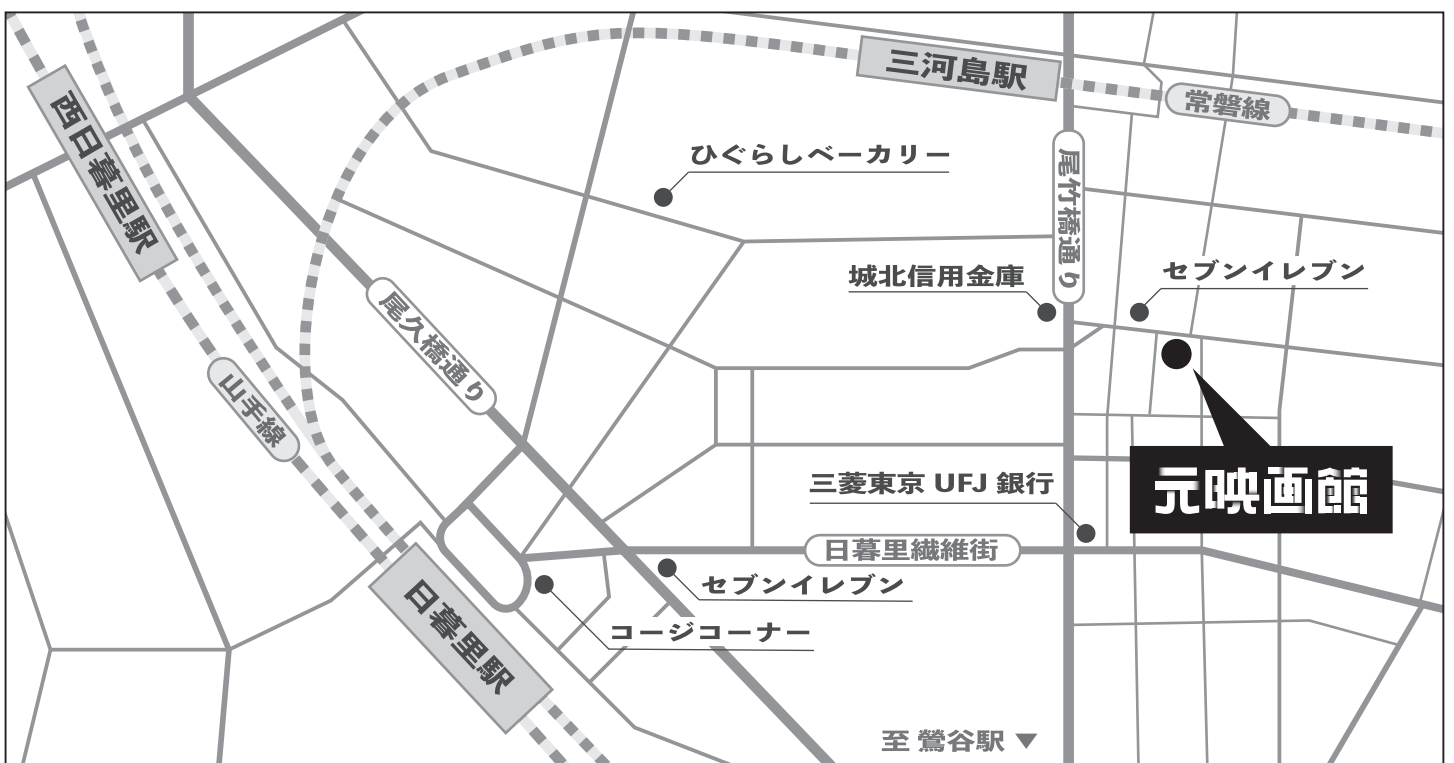 三河島駅
常磐線
西日暮里駅
ひぐらしベーカリー
尾竹橋通り
城北信用金庫
セブンイレブン
尾久橋通り
山手線
元映画館
三菱東京 UFJ 銀行
日暮里繊維街
セブンイレブン
コージコーナー
日暮里駅
至 鶯谷駅 ▼